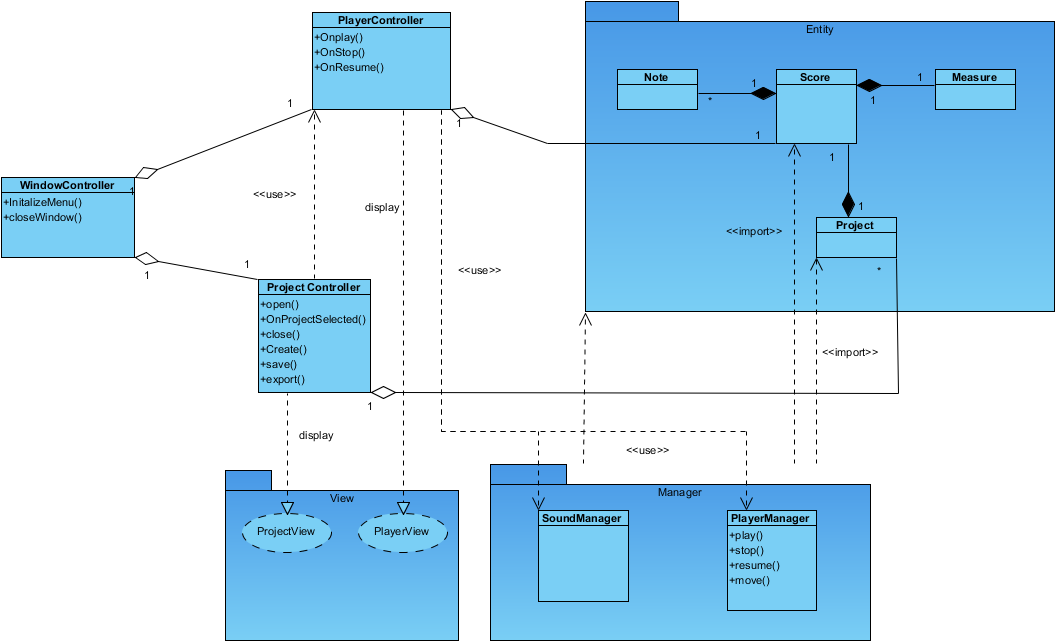 PlayerController
+Onplay()
+OnStop()
+OnResume()
Entity
Note
Score
Measure
1
*
1
1
1
1
1
1
1
WindowController
+InitalizeMenu()
+closeWindow()
1
<<use>>
display
1
Project
*
<<import>>
<<use>>
1
1
Project Controller
+open()
+OnProjectSelected()
+close()
+Create()
+save()
+export()
1
<<import>>
display
<<use>>
View
ProjectView
PlayerView
Manager
SoundManager
PlayerManager
+play()
+stop()
+resume()
+move()